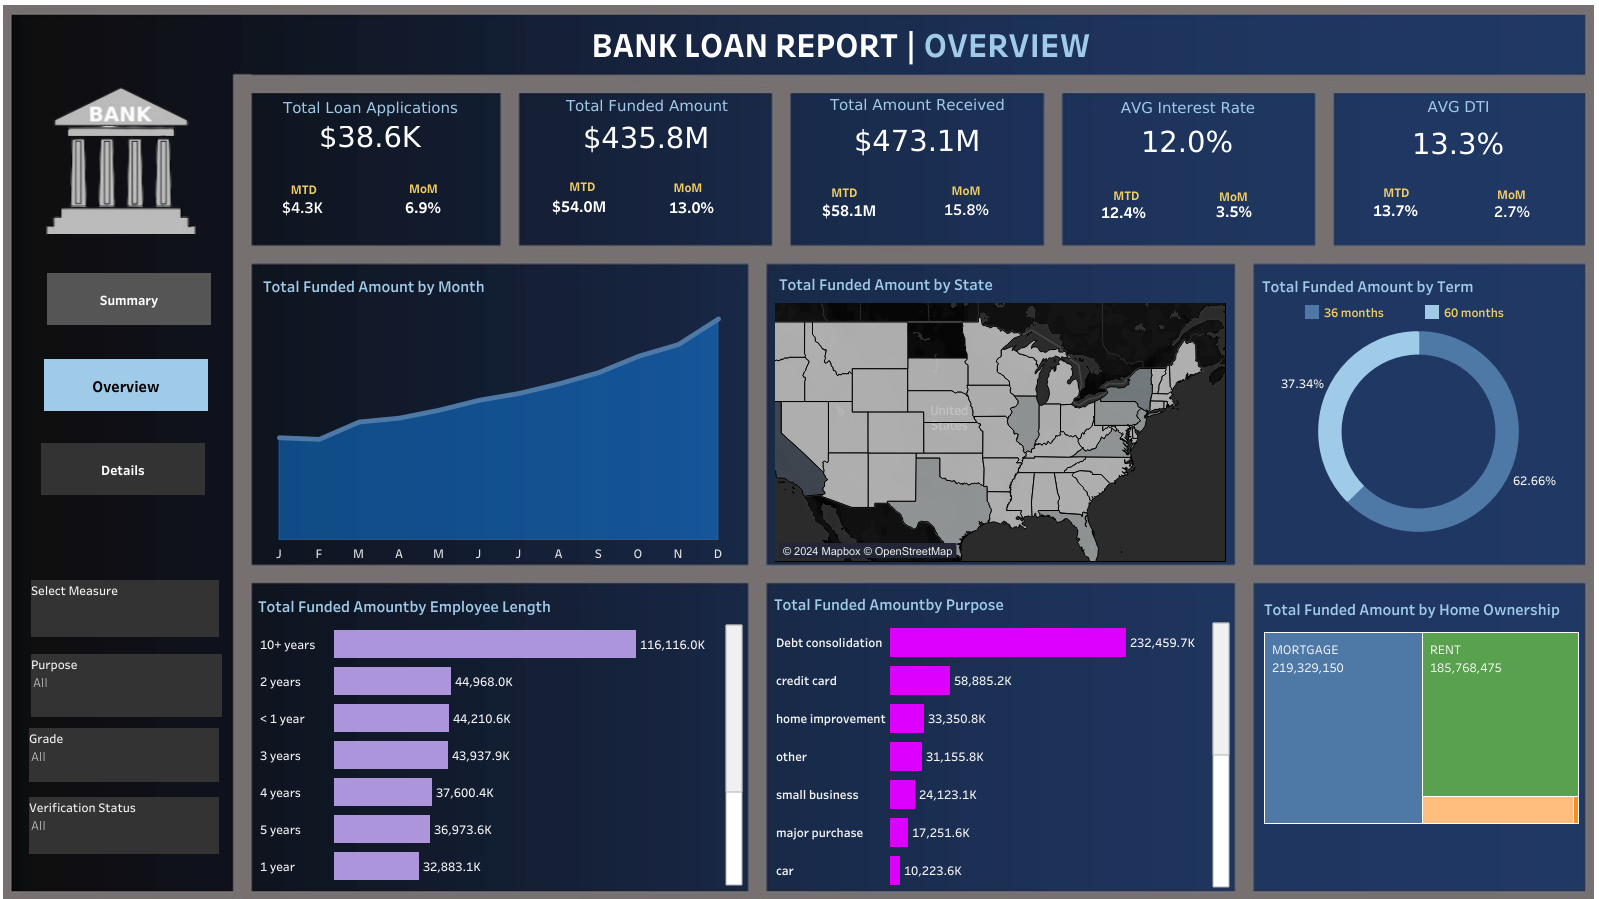 BANK LOAN REPORT | OVERVIEW
BANK
Summary
Overview
Details
Select Measure
Purpose
All
Grade
All
Verification Status
All
Total Loan Applications
$38.6K
MTD MoM
$4.3K 6.9%
Total Funded Amount
$435.8M
MTD MoM
$54.0M 13.0%
Total Amount Received
$473.1M
MTD MoM
$58.1M 15.8%
AVG Interest Rate
12.0%
MTD MoM
12.4% 3.5%
AVG DTI
13.3%
MTD MoM
13.7% 2.7%
Total Funded Amount by Month
J F M A M J J A S O N D
Total Funded Amount by State
United
States
© 2024 Mapbox © OpenStreetMap
Total Funded Amount by Term
36 months 60 months
37.34%
62.66%
Total Funded Amountby Employee Length
10+ years 116,116.0K
2 years 44,968.0K
< 1 year 44,210.6K
3 years 43,937.9K
4 years 37,600.4K
5 years 36,973.6K
1 year 32,883.1K
Total Funded Amountby Purpose
Debt consolidation 232,459.7K
credit card 58,885.2K
home improvement 33,350.8K
other 31,155.8K
small business 24,123.1K
major purchase 17,251.6K
car 10,223.6K
Total Funded Amount by Home Ownership
MORTGAGE
219,329,150
RENT
185,768,475